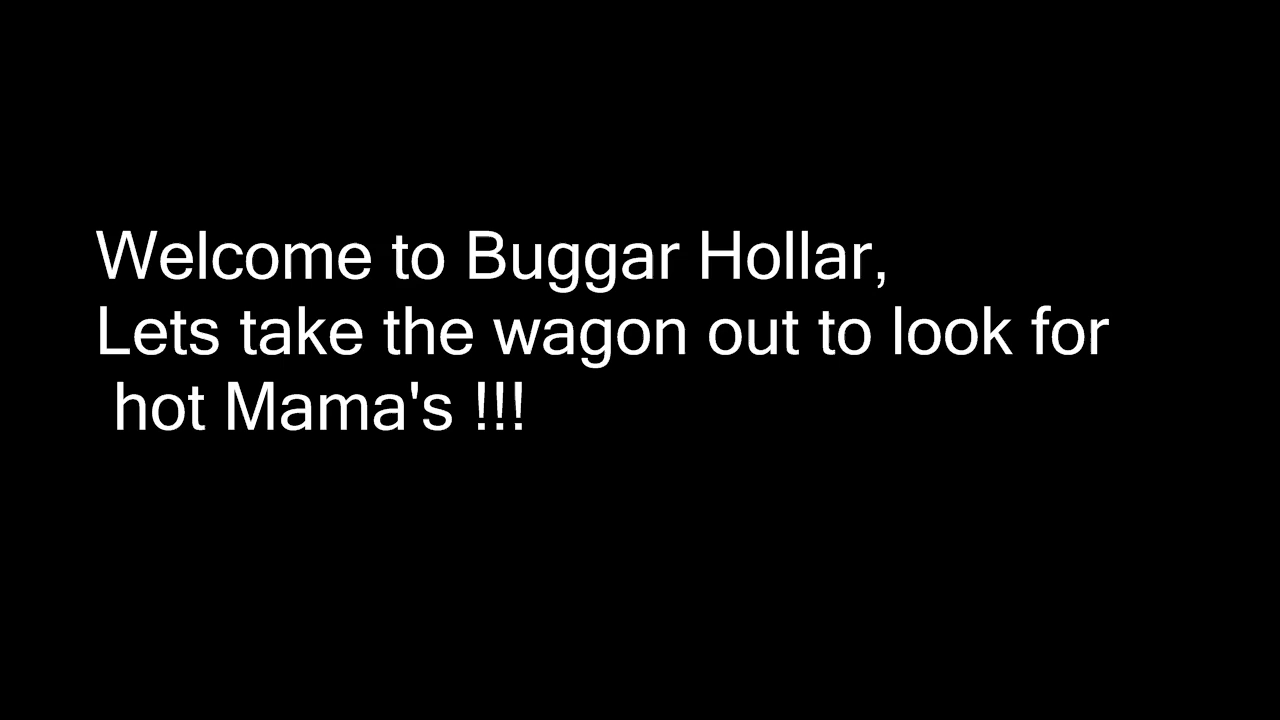 Welcome to Buggar Hollar,
Lets take the wagon out to look for
hot Mama's !!!